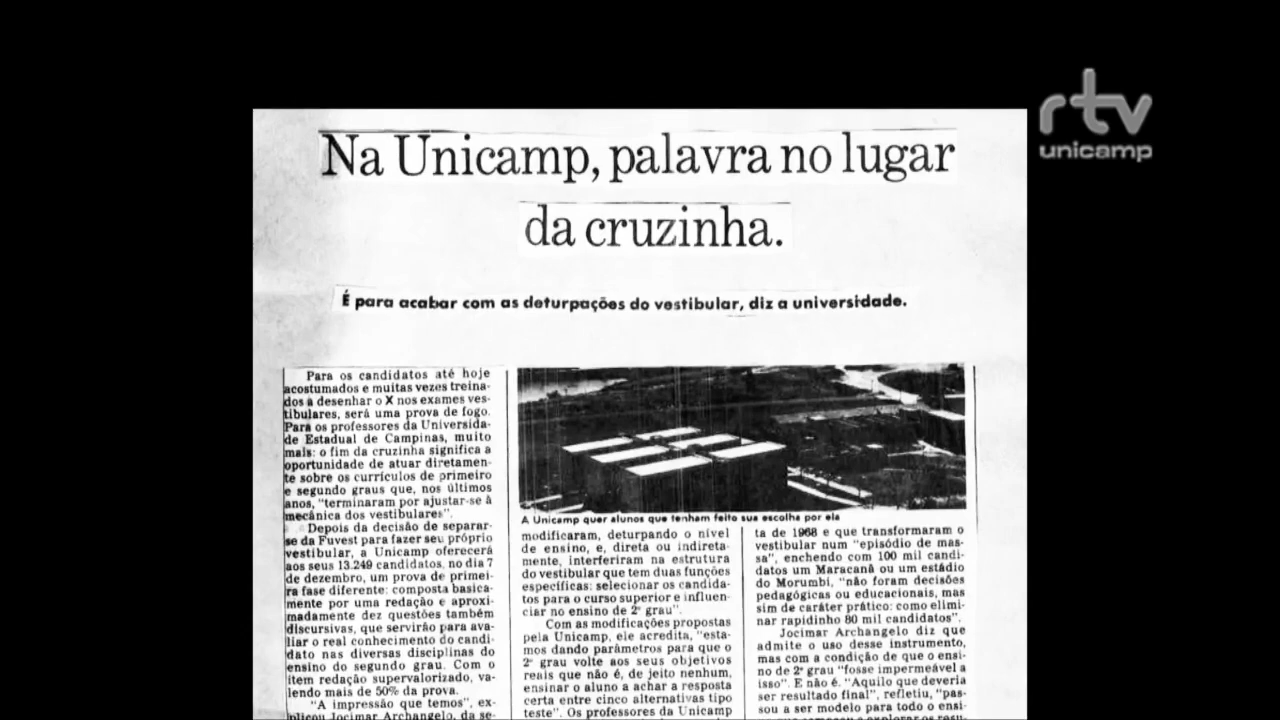 rtv
unicamp
Na Unicamp, palavra no lugar
da cruzinha.
É para acabar com as deturpações do vestibular, diz a universidade.
Para os candidatos até hoje
acostumados e muitas vezes treina-
dos a desenhar o X nos exames ves-
tibulares, será uma prova de fogo.
Para os professores da Universida-
de Estadual de Campinas, muito
mais: o fim da cruzinha significa a
oportunidade de atuar diretamen-
te sobre os currículos de primeiro
e segundo graus que, nos últimos
anos, "terminaram por ajustar-se à
mecânica dos vestibulares".
Depois da decisão de separar-
se da Fuvest para fazer seu próprio
vestibular, a Unicamp oferecerá
aos seus 13.249 candidatos, no dia 7
de dezembro, um prova de primei-
ra fase diferente: composta basica-
mente por uma redação e aproxi-
madamente dez questões também
discursivas, que servirão para ava-
liar o real conhecimento do candi-
dato nas diversas disciplinas do
ensino do segundo grau. Com o
item redação supervalorizado, va-
lendo mais de 50% da prova.
"A impressão que temos", ex-
plicou Jocimar Archangelo, da se-
A Unicamp quer alunos que tenham feito sua escolha por ela
modificaram, deturpando o nível
de ensino, e, direta ou indireta-
mente, interferiram na estrutura
do vestibular que tem duas funções
específicas: selecionar os candida-
tos para o curso superior e influen-
ciar no ensino de 2º grau".
Com as modificações propostas
pela Unicamp, ele acredita, "esta-
mos dando parâmetros para que o
2º grau volte aos seus objetivos
reais que não é, de jeito nenhum,
ensinar o aluno a achar a resposta
certa entre cinco alternativas tipo
teste". Os professores da Unicamp
ta de 1968 e que transformaram o
vestibular num "episódio de mas-
sa", enchendo com 100 mil candi-
datos um Maracanã ou um estádio
do Morumbi, "não foram decisões
pedagógicas ou educacionais, mas
sim de caráter prático: como elimi-
nar rapidinho 80 mil candidatos".
Jocimar Archangelo diz que
admite o uso desse instrumento,
mas com a condição de que o ensi-
no de 2º grau "fosse impermeável a
isso". E não é. "Aquilo que deveria
ser resultado final", refletiu, "pas-
sou a ser modelo para todo o ensi-